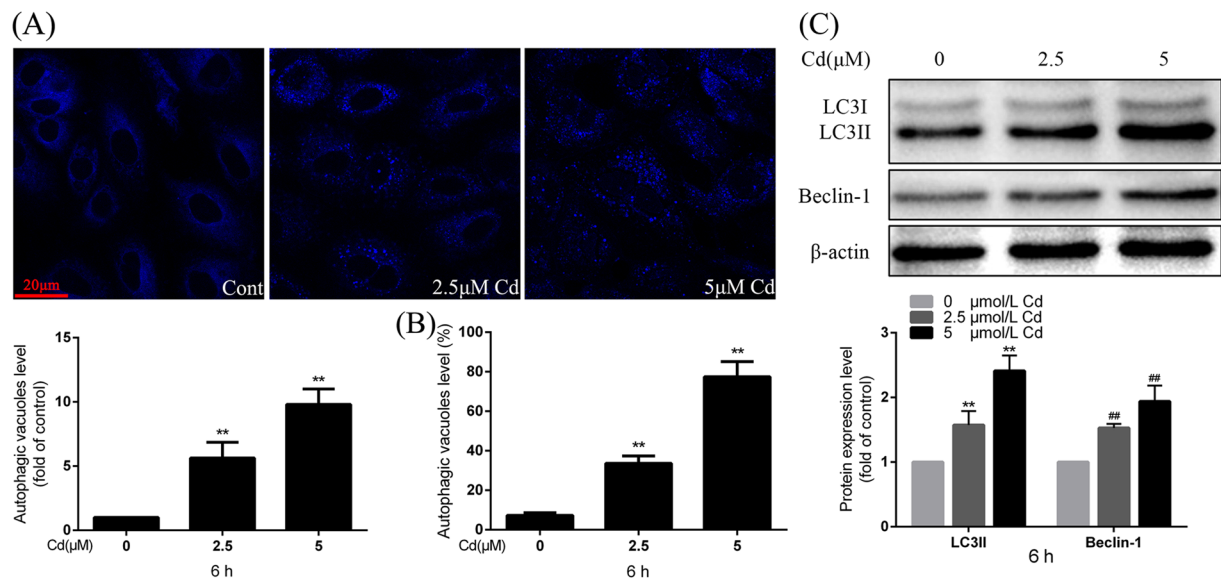 (A)
20μm
Cont
2.5μM Cd
5μM Cd
Autophagic vacuoles level
(fold of control)
15
10
5
0
**
**
Cd(μM)
0
2.5
5
6 h
(B)
Autophagic vacuoles level (%)
100
80
60
40
20
0
**
**
Cd(μM)
0
2.5
5
6 h
(C)
Cd(μM) 0 2.5 5
LC3I
LC3II
Beclin-1
β-actin
0 μmol/L Cd
2.5 μmol/L Cd
5 μmol/L Cd
Protein expression level
(fold of control)
3
2
1
0
**
**
##
##
LC3II
Beclin-1
6 h